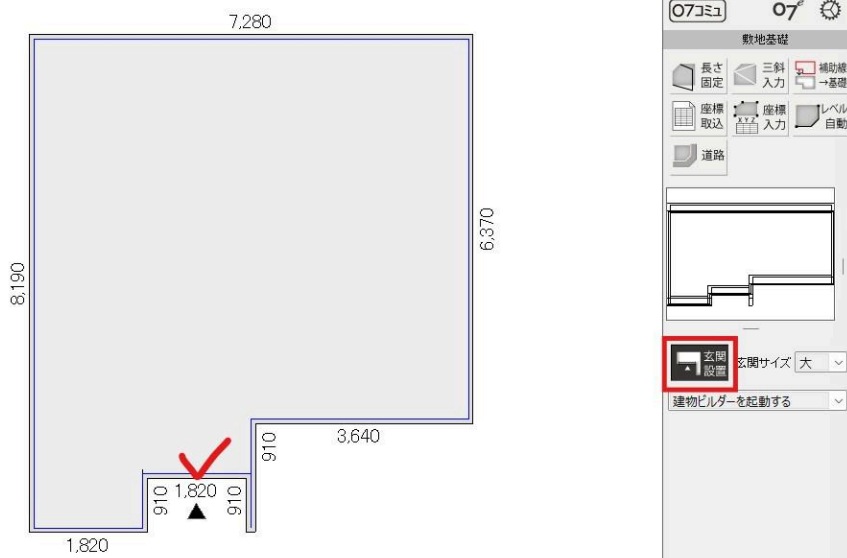 7,280
8,190
6,370
3,640
910
910
1,820
910
1,820
O7コミュ
O7e
敷地基礎
長さ
固定
三斜
入力
補助線
→基礎
座標
取込
XYZ
座標
入力
レベル
自動
道路
玄関
設置
玄関サイズ
大
建物ビルダーを起動する